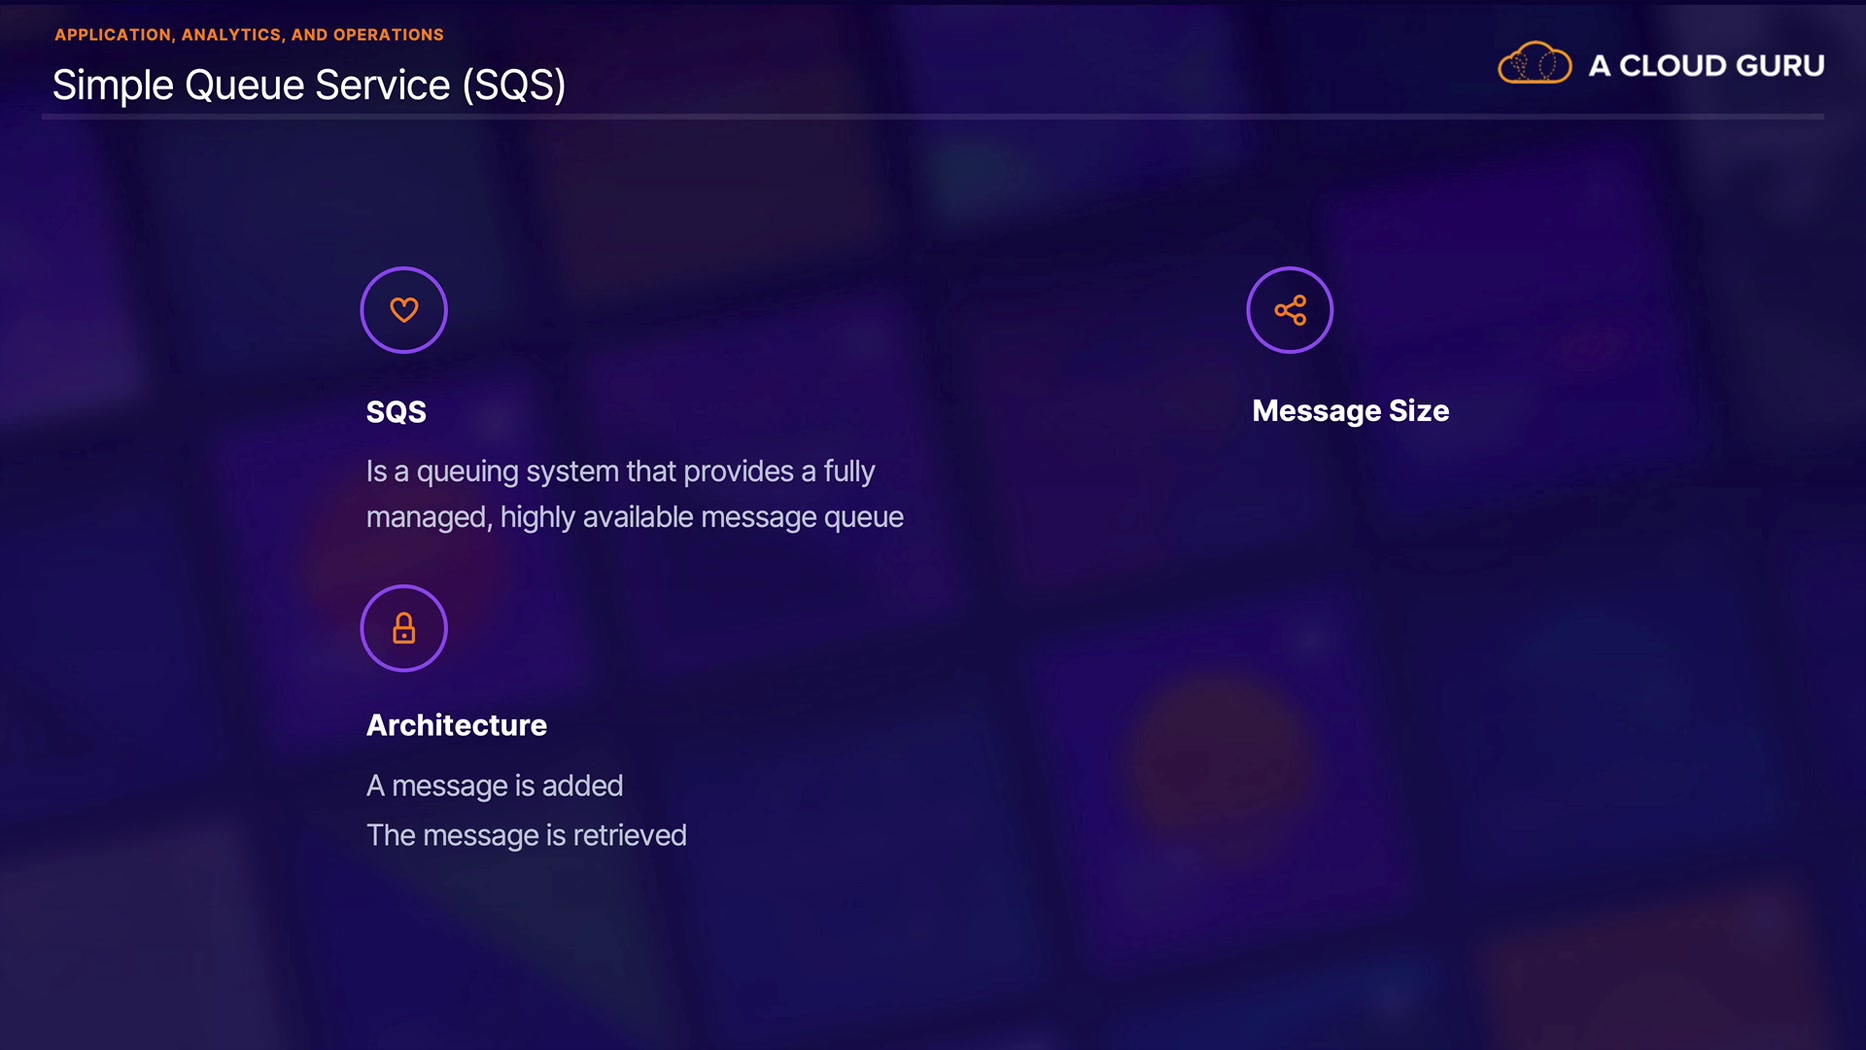 APPLICATION, ANALYTICS, AND OPERATIONS
Simple Queue Service (SQS)
A CLOUD GURU
SQS
Is a queuing system that provides a fully
managed, highly available message queue
Architecture
A message is added
The message is retrieved
Message Size